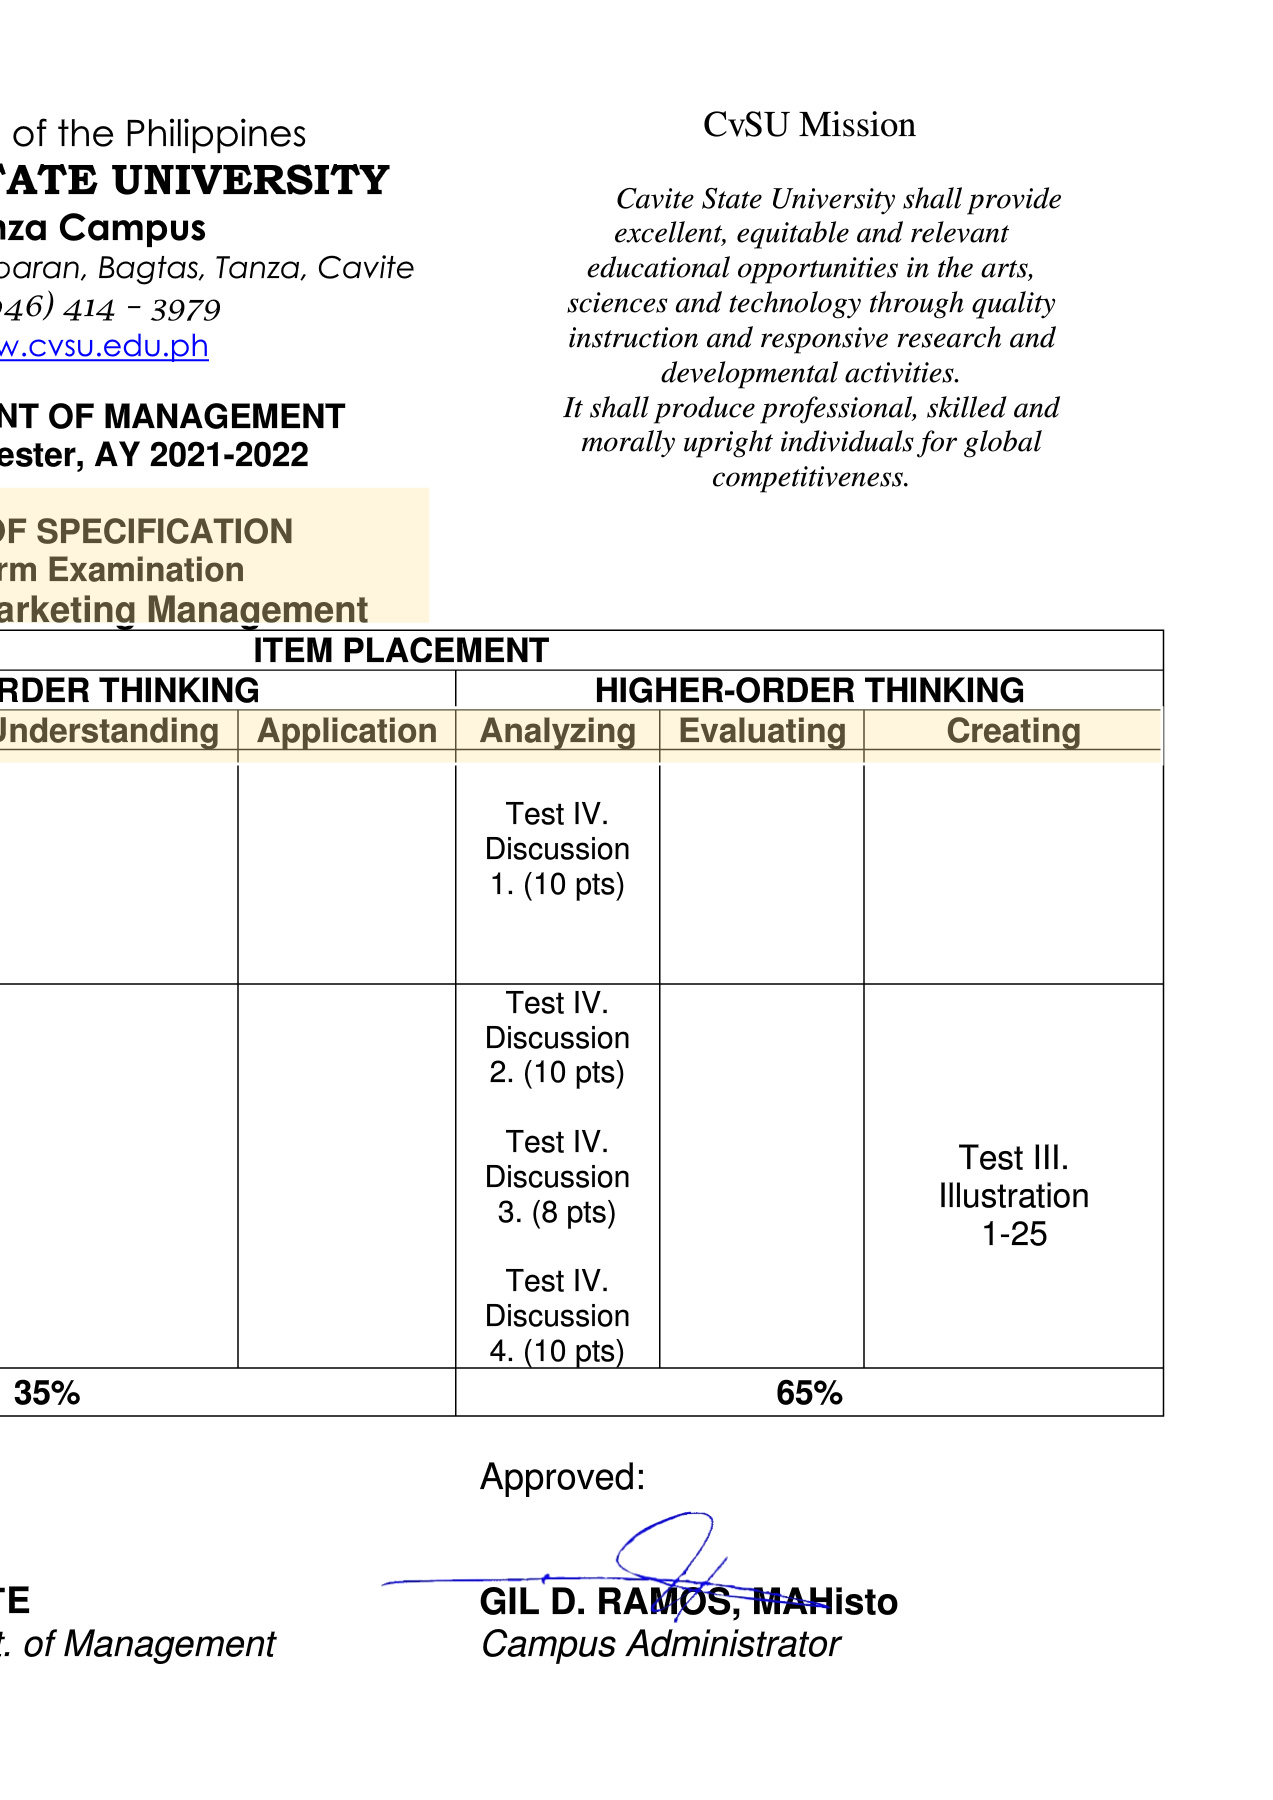 of the Philippines
TATE UNIVERSITY
nza Campus
paran, Bagtas, Tanza, Cavite
046) 414 – 3979
w.cvsu.edu.ph
NT OF MANAGEMENT
ester, AY 2021-2022
OF SPECIFICATION
rm Examination
arketing Management
CvSU Mission
Cavite State University shall provide
excellent, equitable and relevant
educational opportunities in the arts,
sciences and technology through quality
instruction and responsive research and
developmental activities.
It shall produce professional, skilled and
morally upright individuals for global
competitiveness.
ITEM PLACEMENT
RDER THINKING
HIGHER-ORDER THINKING
Understanding
Application
Analyzing
Evaluating
Creating
Test IV.
Discussion
1. (10 pts)
Test IV.
Discussion
2. (10 pts)
Test IV.
Discussion
3. (8 pts)
Test IV.
Discussion
4. (10 pts)
Test III.
Illustration
1-25
35%
65%
Approved:
TE
t. of Management
GIL D. RAMOS, MAHisto
Campus Administrator